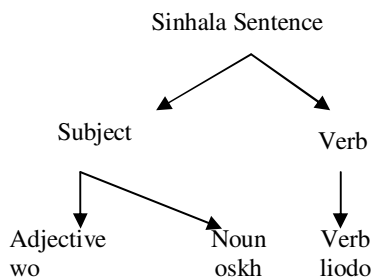 Sinhala Sentence
Subject
Verb
Adjective Noun Verb
wo oskh liodo